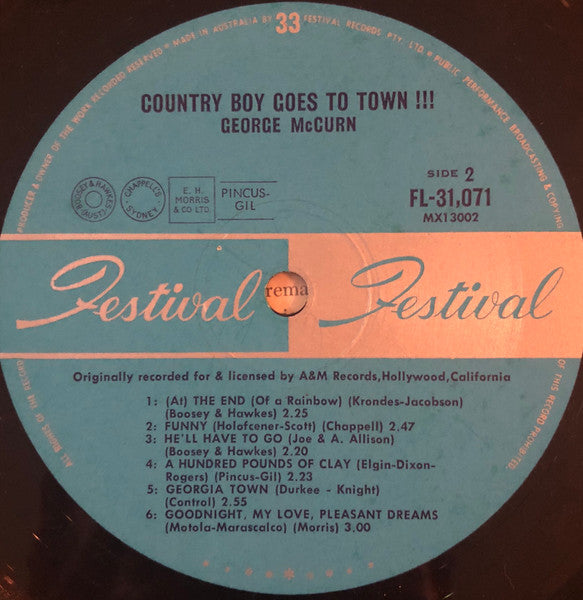 33
PRODUCER & OWNER OF THE WORK RECORDED RESERVED • MADE IN AUSTRALIA BY FESTIVAL RECORDS PTY. LTD. • PUBLIC PERFORMANCE BROADCASTING & COPYING
COUNTRY BOY GOES TO TOWN !!!
GEORGE McCURN
BOOSEY & HAWKES (AUST)
CHAPPELL'S SYDNEY
E. H. MORRIS & CO LTD.
PINCUS-GIL
SIDE 2
FL-31,071
MX13002
Festival Festival
rema
Originally recorded for & licensed by A&M Records,Hollywood,California
1: (At) THE END (Of a Rainbow) (Krondes-Jacobson)
(Boosey & Hawkes) 2.25
2: FUNNY (Holofcener-Scott) (Chappell) 2.47
3: HE'LL HAVE TO GO (Joe & A. Allison)
(Boosey & Hawkes) 2.20
4: A HUNDRED POUNDS OF CLAY (Elgin-Dixon-
Rogers) (Pincus-Gil) 2.23
5: GEORGIA TOWN (Durkee - Knight)
(Control) 2.55
6: GOODNIGHT, MY LOVE, PLEASANT DREAMS
(Motola-Marascalco) (Morris) 3.00
ALL RIGHTS OF THE RECORD
OF THIS RECORD PROHIBITED